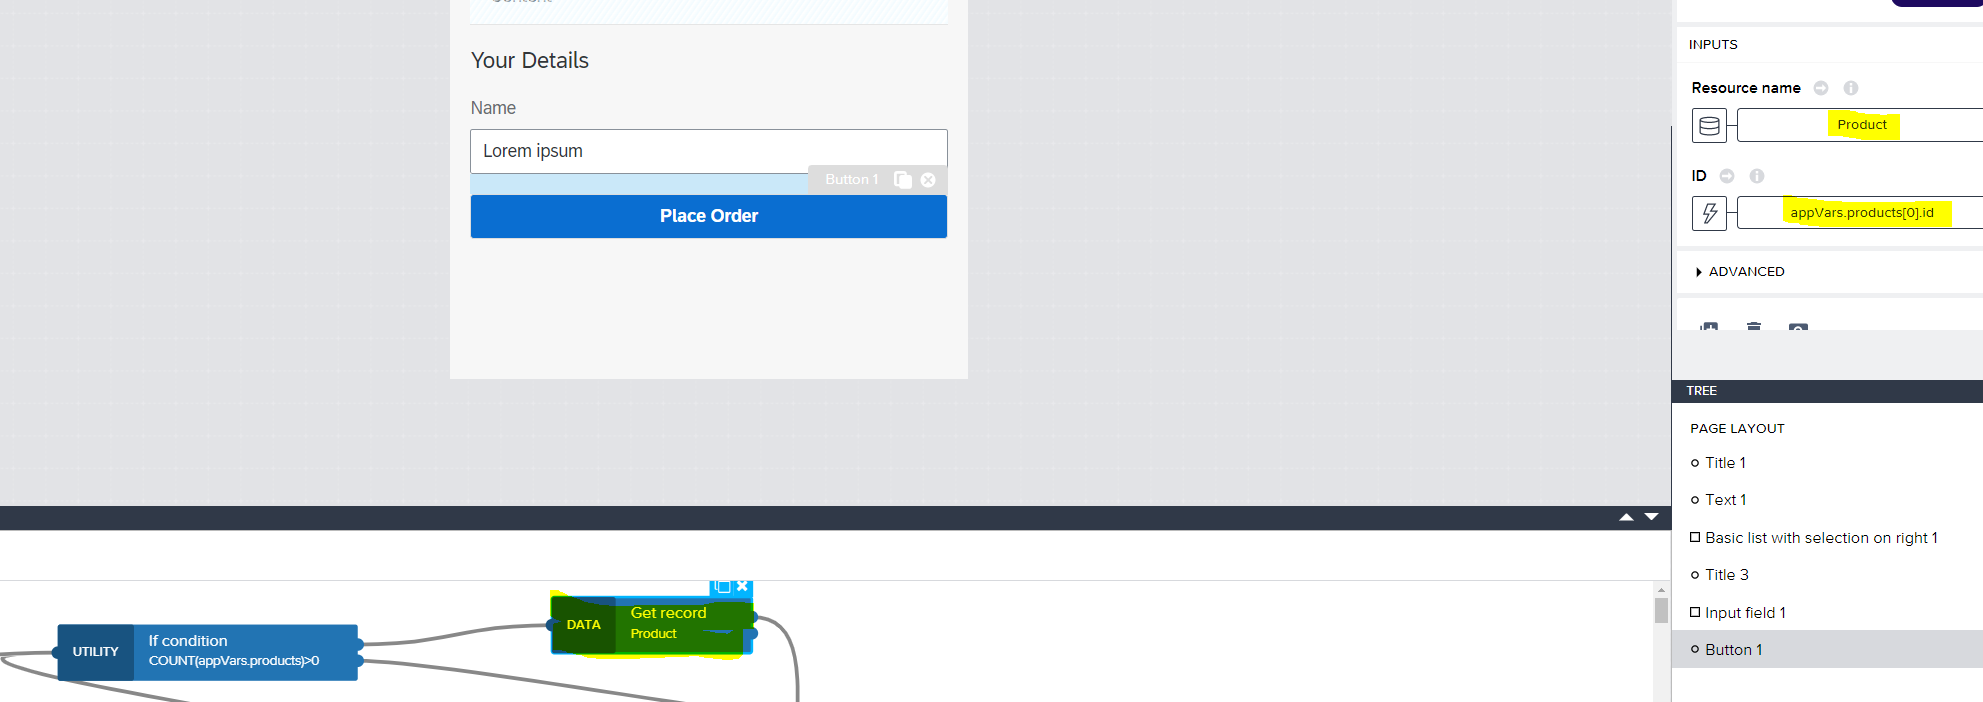 Content
Your Details
Name
Lorem ipsum
Button 1
Place Order
INPUTS
Resource name
Product
ID
appVars.products[0].id
ADVANCED
TREE
PAGE LAYOUT
Title 1
Text 1
Basic list with selection on right 1
Title 3
Input field 1
Button 1
UTILITY
If condition
COUNT(appVars.products)>0
DATA
Get record
Product